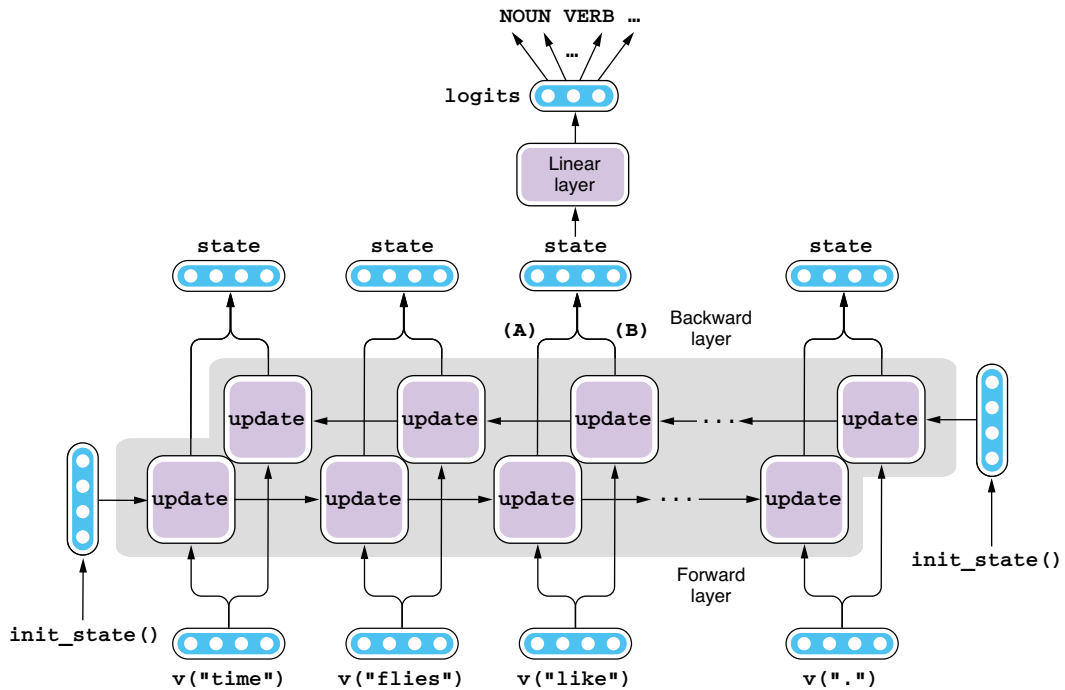 NOUN VERB …
…
logits
Linear
layer
state
state
state
state
(A)
(B)
Backward
layer
update
update
update
...
update
update
update
update
...
update
Forward
layer
init_state()
init_state()
v("time")
v("flies")
v("like")
v(".")